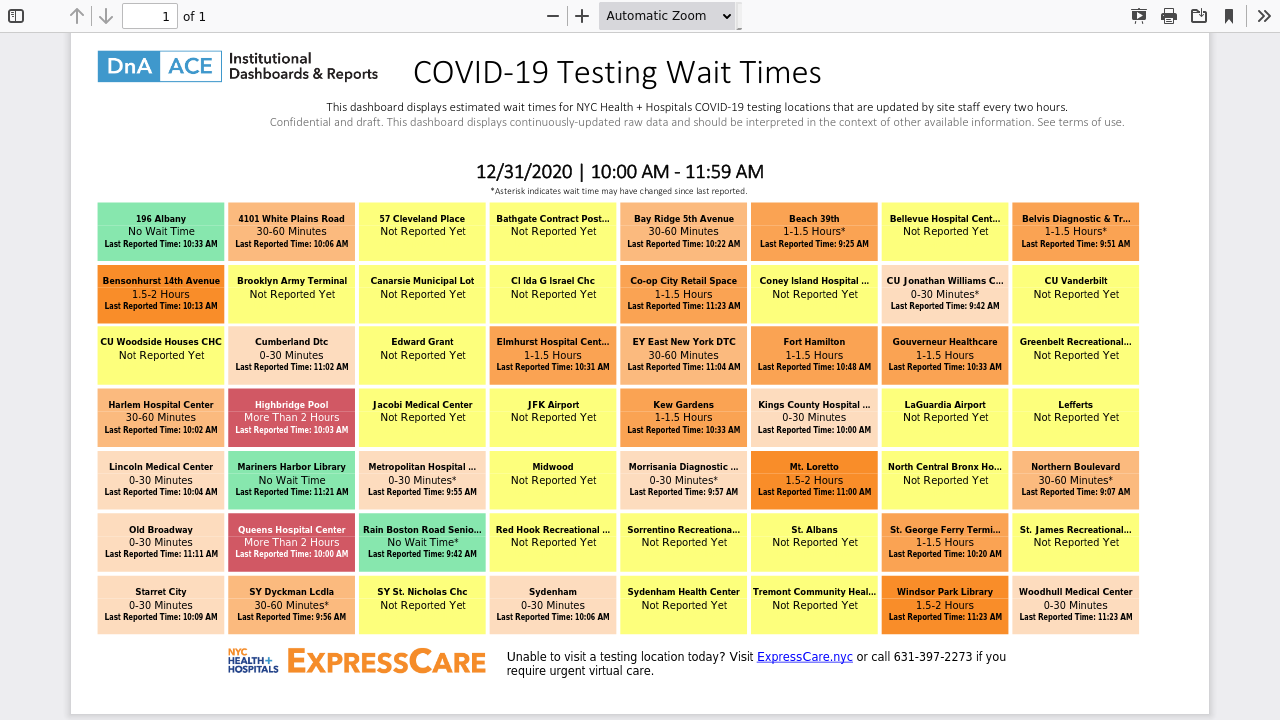 1 of 1 Automatic Zoom
DnA ACE Institutional Dashboards & Reports
COVID-19 Testing Wait Times
This dashboard displays estimated wait times for NYC Health + Hospitals COVID-19 testing locations that are updated by site staff every two hours.
Confidential and draft. This dashboard displays continuously-updated raw data and should be interpreted in the context of other available information. See terms of use.
12/31/2020 | 10:00 AM - 11:59 AM
*Asterisk indicates wait time may have changed since last reported.
196 Albany
No Wait Time
Last Reported Time: 10:33 AM
4101 White Plains Road
30-60 Minutes
Last Reported Time: 10:06 AM
57 Cleveland Place
Not Reported Yet
Bathgate Contract Post...
Not Reported Yet
Bay Ridge 5th Avenue
30-60 Minutes
Last Reported Time: 10:22 AM
Beach 39th
1-1.5 Hours*
Last Reported Time: 9:25 AM
Bellevue Hospital Cent...
Not Reported Yet
Belvis Diagnostic & Tr...
1-1.5 Hours*
Last Reported Time: 9:51 AM
Bensonhurst 14th Avenue
1.5-2 Hours
Last Reported Time: 10:13 AM
Brooklyn Army Terminal
Not Reported Yet
Canarsie Municipal Lot
Not Reported Yet
Cl Ida G Israel Chc
Not Reported Yet
Co-op City Retail Space
1-1.5 Hours
Last Reported Time: 11:23 AM
Coney Island Hospital ...
Not Reported Yet
CU Jonathan Williams C...
0-30 Minutes*
Last Reported Time: 9:42 AM
CU Vanderbilt
Not Reported Yet
CU Woodside Houses CHC
Not Reported Yet
Cumberland Dtc
0-30 Minutes
Last Reported Time: 11:02 AM
Edward Grant
Not Reported Yet
Elmhurst Hospital Cent...
1-1.5 Hours
Last Reported Time: 10:31 AM
EY East New York DTC
30-60 Minutes
Last Reported Time: 11:04 AM
Fort Hamilton
1-1.5 Hours
Last Reported Time: 10:48 AM
Gouverneur Healthcare
1-1.5 Hours
Last Reported Time: 10:33 AM
Greenbelt Recreational...
Not Reported Yet
Harlem Hospital Center
30-60 Minutes
Last Reported Time: 10:02 AM
Highbridge Pool
More Than 2 Hours
Last Reported Time: 10:03 AM
Jacobi Medical Center
Not Reported Yet
JFK Airport
Not Reported Yet
Kew Gardens
1-1.5 Hours
Last Reported Time: 10:33 AM
Kings County Hospital ...
0-30 Minutes
Last Reported Time: 10:00 AM
LaGuardia Airport
Not Reported Yet
Lefferts
Not Reported Yet
Lincoln Medical Center
0-30 Minutes
Last Reported Time: 10:04 AM
Mariners Harbor Library
No Wait Time
Last Reported Time: 11:21 AM
Metropolitan Hospital ...
0-30 Minutes*
Last Reported Time: 9:55 AM
Midwood
Not Reported Yet
Morrisania Diagnostic ...
0-30 Minutes*
Last Reported Time: 9:57 AM
Mt. Loretto
1.5-2 Hours
Last Reported Time: 11:00 AM
North Central Bronx Ho...
Not Reported Yet
Northern Boulevard
30-60 Minutes*
Last Reported Time: 9:07 AM
Old Broadway
0-30 Minutes
Last Reported Time: 11:11 AM
Queens Hospital Center
More Than 2 Hours
Last Reported Time: 10:00 AM
Rain Boston Road Senio...
No Wait Time*
Last Reported Time: 9:42 AM
Red Hook Recreational ...
Not Reported Yet
Sorrentino Recreationa...
Not Reported Yet
St. Albans
Not Reported Yet
St. George Ferry Termi...
1-1.5 Hours
Last Reported Time: 10:20 AM
St. James Recreational...
Not Reported Yet
Starret City
0-30 Minutes
Last Reported Time: 10:09 AM
SY Dyckman Lcdla
30-60 Minutes*
Last Reported Time: 9:56 AM
SY St. Nicholas Chc
Not Reported Yet
Sydenham
0-30 Minutes
Last Reported Time: 10:06 AM
Sydenham Health Center
Not Reported Yet
Tremont Community Heal...
Not Reported Yet
Windsor Park Library
1.5-2 Hours
Last Reported Time: 11:23 AM
Woodhull Medical Center
0-30 Minutes
Last Reported Time: 11:23 AM
NYC
HEALTH+
HOSPITALS
EXPRESSCARE
Unable to visit a testing location today? Visit ExpressCare.nyc or call 631-397-2273 if you
require urgent virtual care.